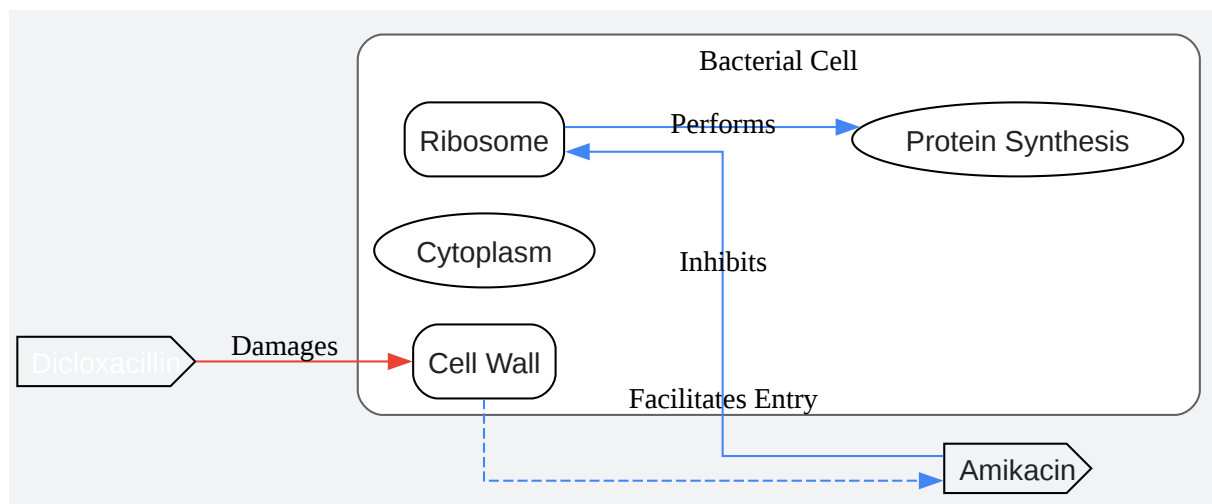 Bacterial Cell
Ribosome
Performs
Protein Synthesis
Cytoplasm
Inhibits
Dicloxacillin
Damages
Cell Wall
Facilitates Entry
Amikacin